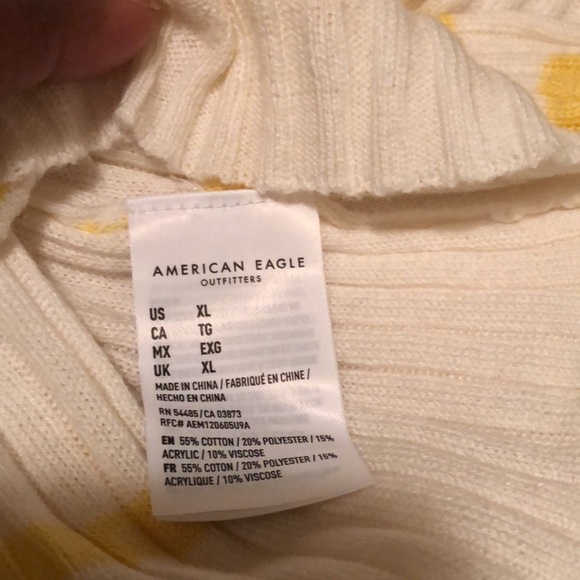 AMERICAN EAGLE
OUTFITTERS
US XL
CA TG
MX EXG
UK XL
MADE IN CHINA / FABRIQUÉ EN CHINE /
HECHO EN CHINA
RN 54485/CA 03873
RFC# AEM120605U9A
EN 55% COTTON / 20% POLYESTER / 15%
ACRYLIC / 10% VISCOSE
FR 55% COTON / 20% POLYESTER / 15%
ACRYLIQUE / 10% VISCOSE